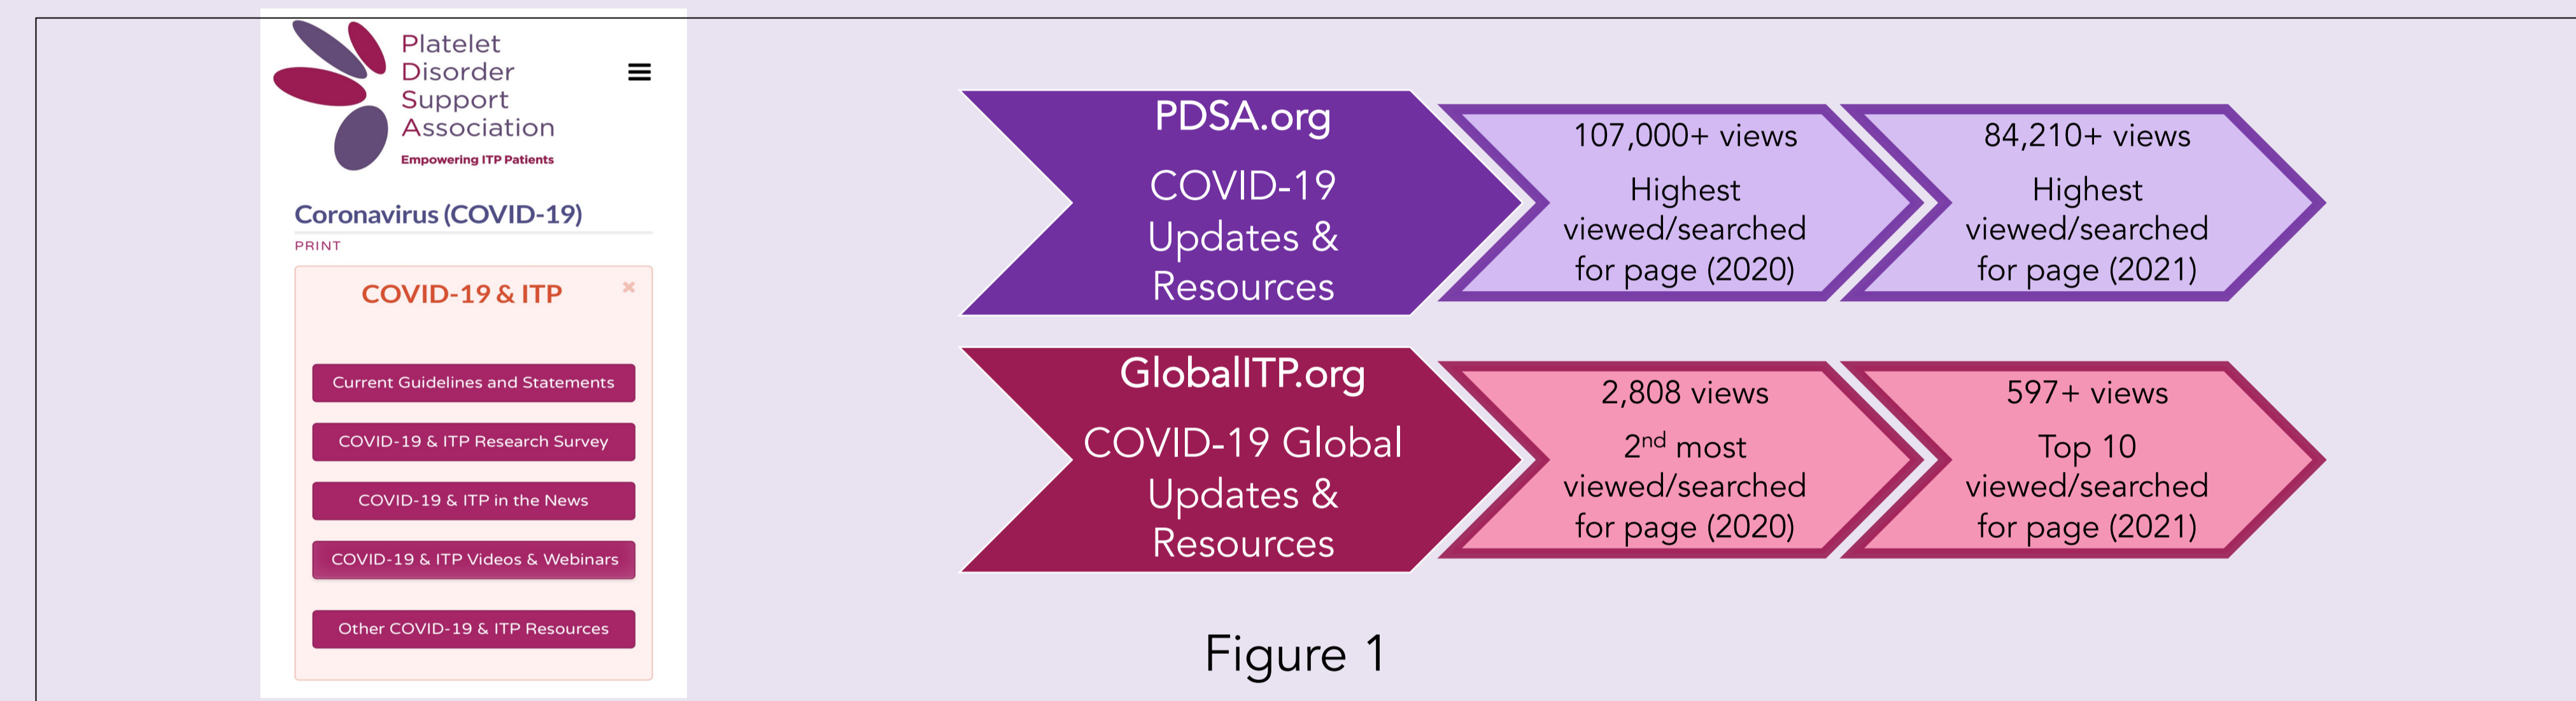 Platelet
Disorder
Support
Association
Empowering ITP Patients
Coronavirus (COVID-19)
PRINT
COVID-19 & ITP
Current Guidelines and Statements
COVID-19 & ITP Research Survey
COVID-19 & ITP in the News
COVID-19 & ITP Videos & Webinars
Other COVID-19 & ITP Resources
PDSA.org
COVID-19
Updates &
Resources
107,000+ views
Highest
viewed/searched
for page (2020)
84,210+ views
Highest
viewed/searched
for page (2021)
GlobalITP.org
COVID-19 Global
Updates &
Resources
2,808 views
2nd most
viewed/searched
for page (2020)
597+ views
Top 10
viewed/searched
for page (2021)
Figure 1